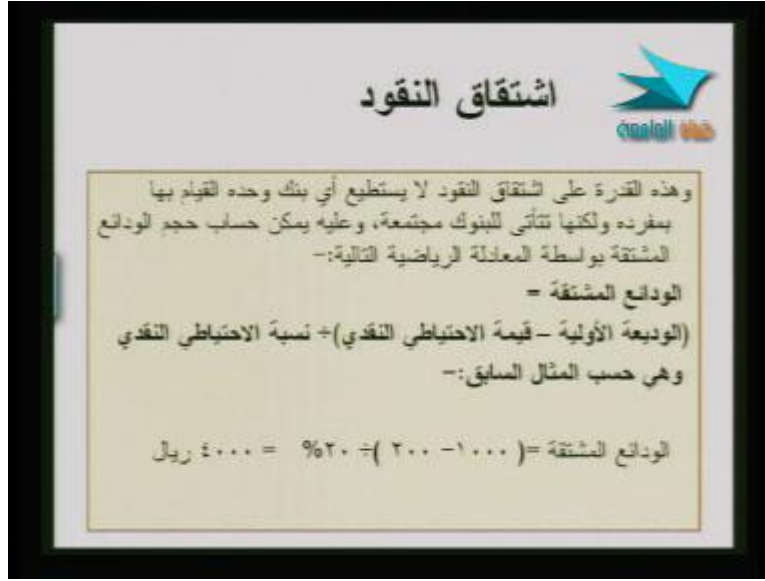 اشتقاق النقود
قناة العلمية
وهذه القدرة على اشتقاق النقود لا يستطيع أي بنك وحده القيام بها
بمفرده ولكنها تتأتى للبنوك مجتمعة، وعليه يمكن حساب حجم الودائع
المشتقة بواسطة المعادلة الرياضية التالية:-
الودائع المشتقة =
(الوديعة الأولية – قيمة الاحتياطي النقدي)÷ نسبة الاحتياطي النقدي
وهي حسب المثال السابق:-
الودائع المشتقة =( ١٠٠٠- ٢٠٠ )÷ ٢٠% = ٤٠٠٠ ريال